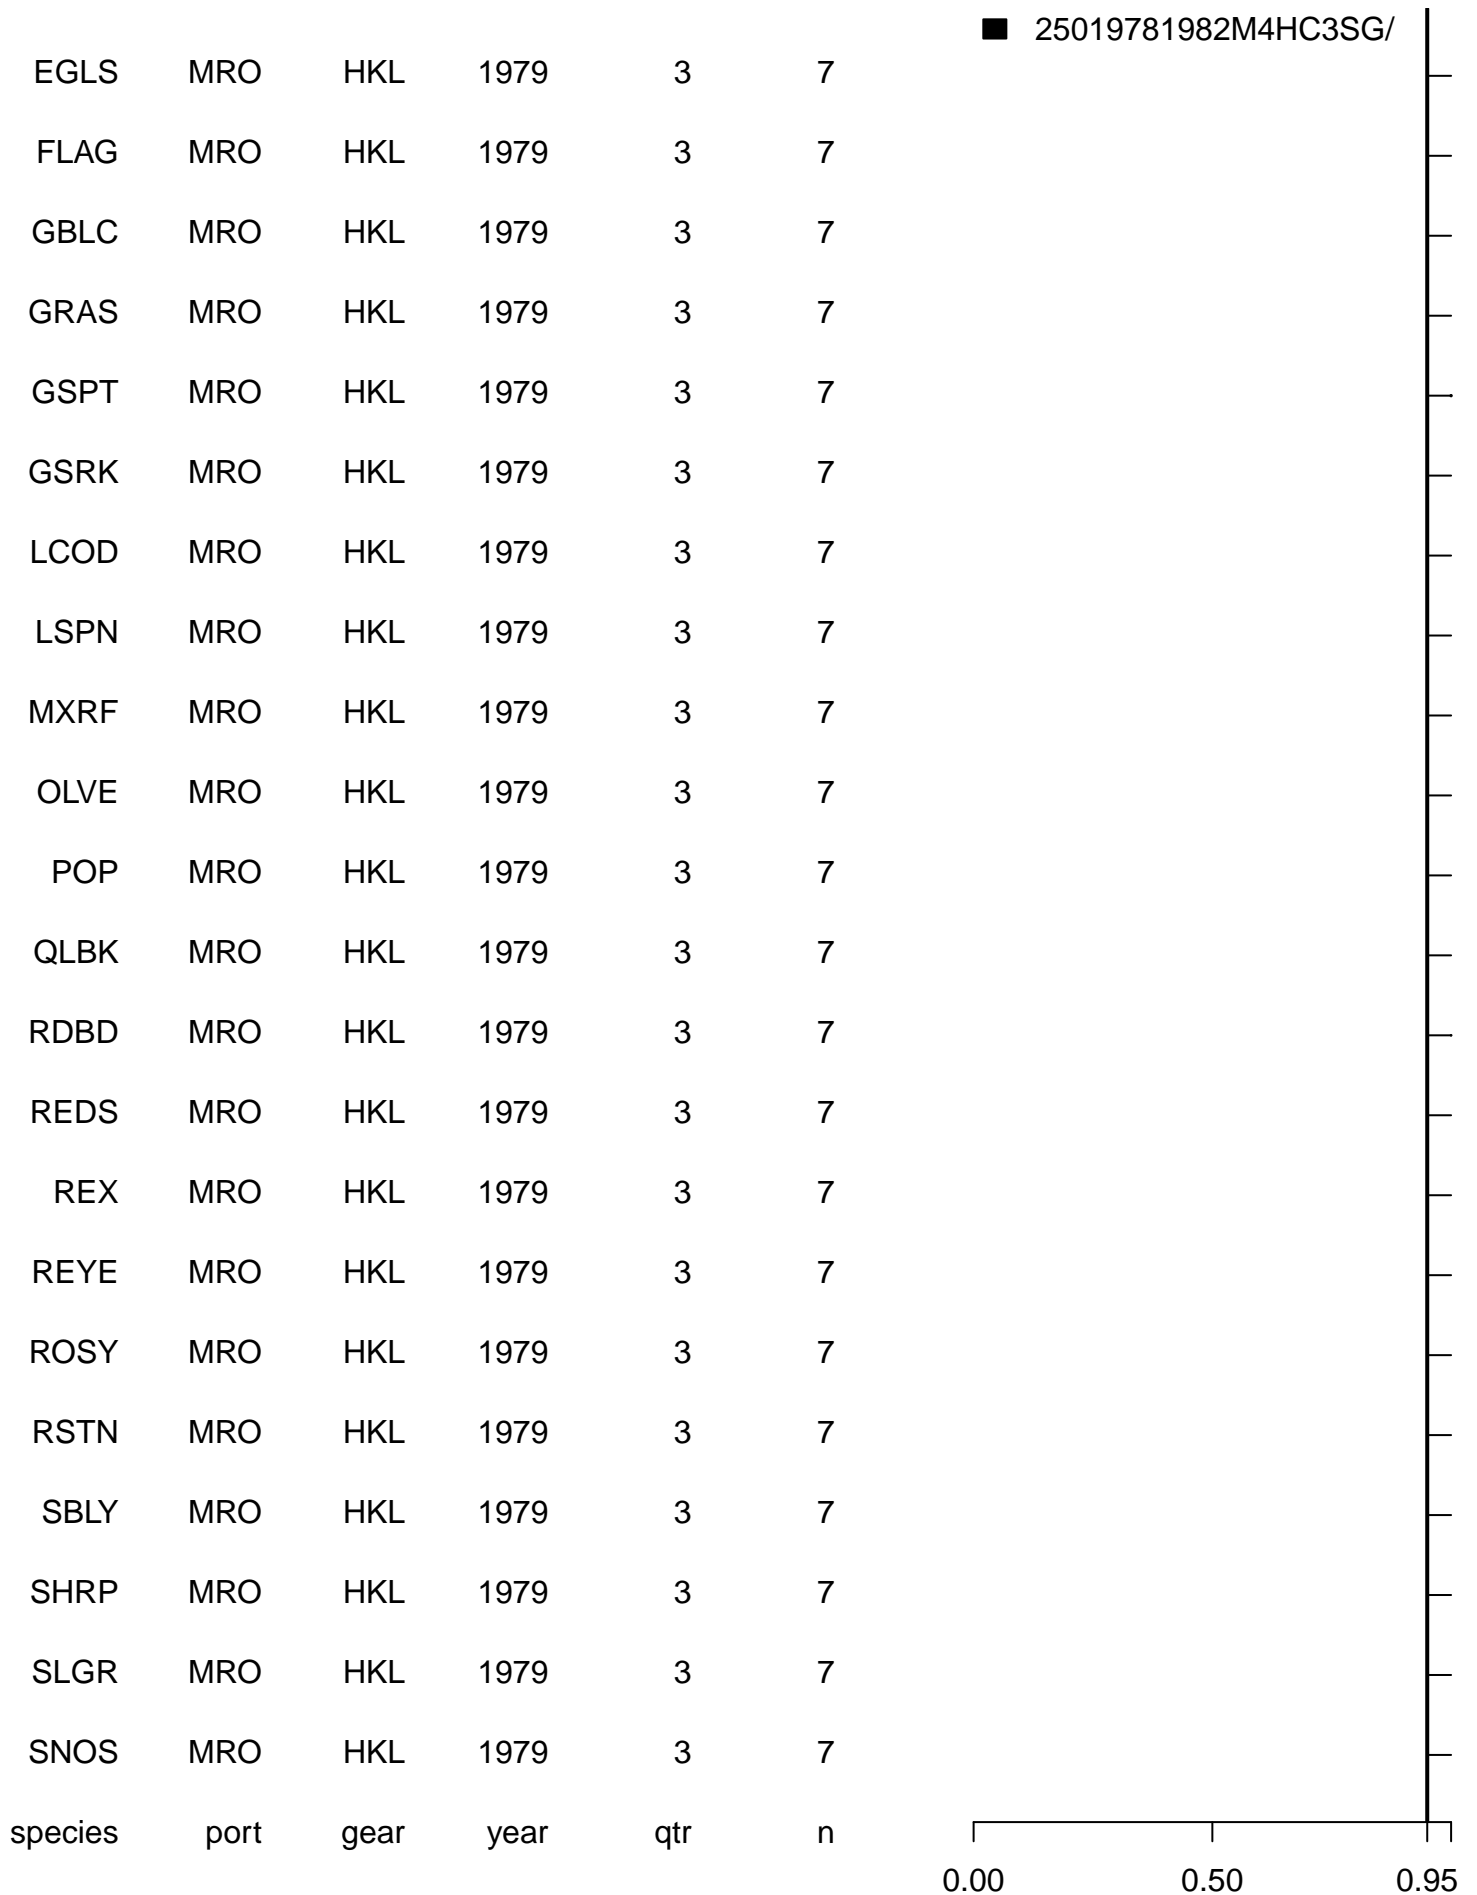 25019781982M4HC3SG/
EGLS MRO HKL 1979 3 7
FLAG MRO HKL 1979 3 7
GBLC MRO HKL 1979 3 7
GRAS MRO HKL 1979 3 7
GSPT MRO HKL 1979 3 7
GSRK MRO HKL 1979 3 7
LCOD MRO HKL 1979 3 7
LSPN MRO HKL 1979 3 7
MXRF MRO HKL 1979 3 7
OLVE MRO HKL 1979 3 7
POP MRO HKL 1979 3 7
QLBK MRO HKL 1979 3 7
RDBD MRO HKL 1979 3 7
REDS MRO HKL 1979 3 7
REX MRO HKL 1979 3 7
REYE MRO HKL 1979 3 7
ROSY MRO HKL 1979 3 7
RSTN MRO HKL 1979 3 7
SBLY MRO HKL 1979 3 7
SHRP MRO HKL 1979 3 7
SLGR MRO HKL 1979 3 7
SNOS MRO HKL 1979 3 7
species port gear year qtr n
0.00 0.50 0.95